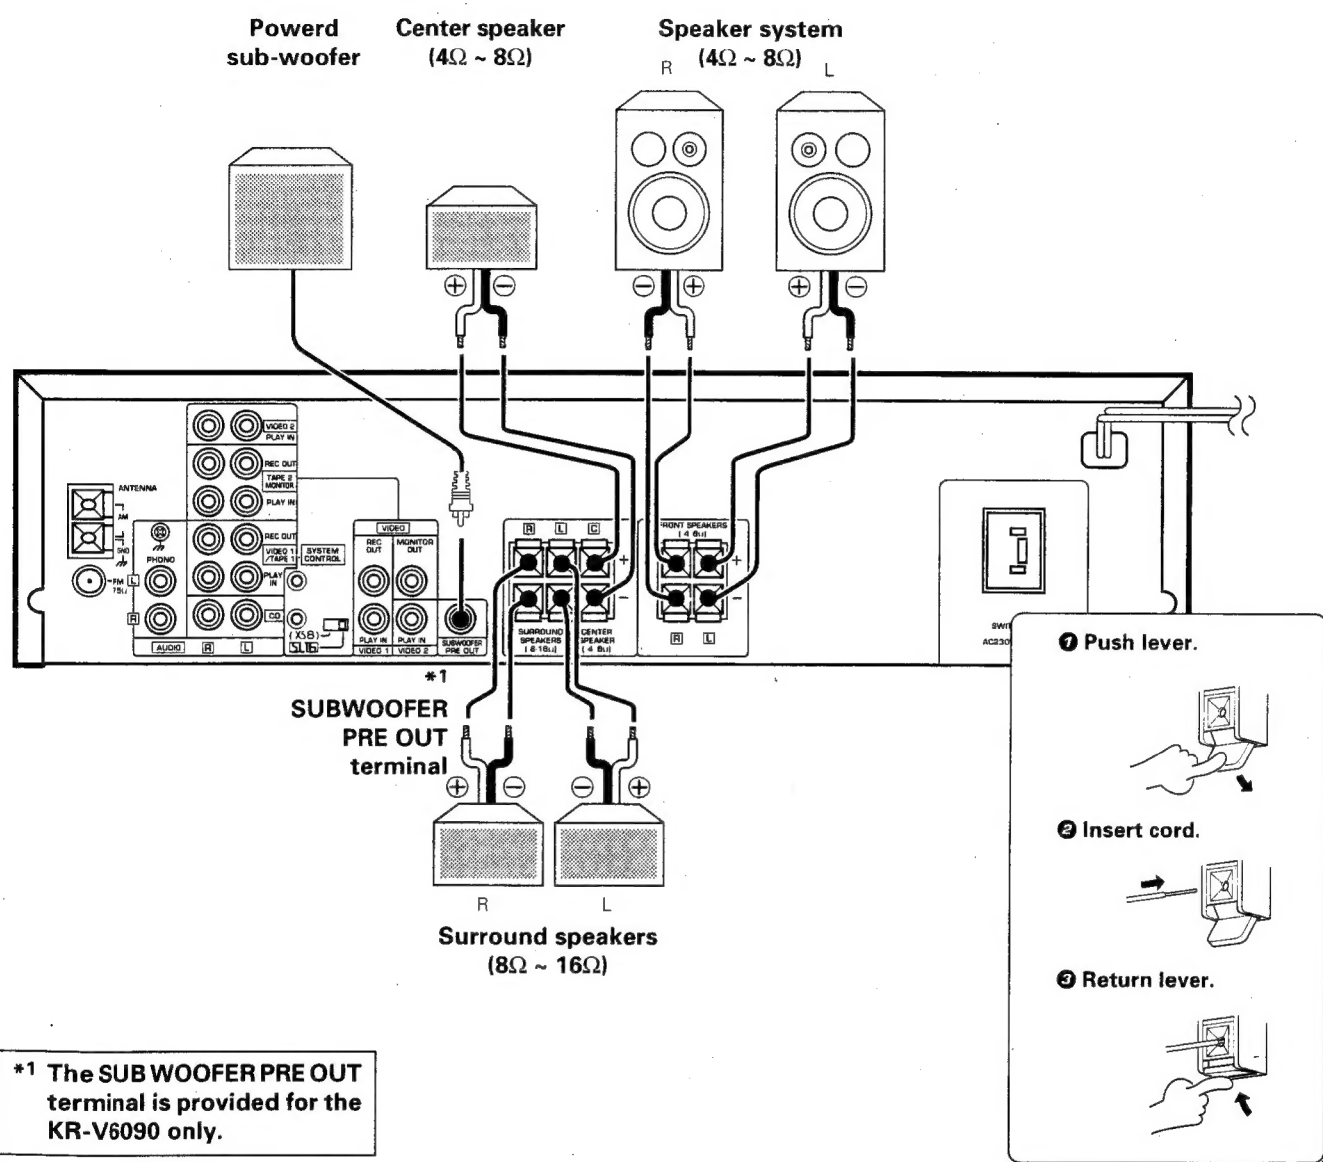 Powerd
sub-woofer
Center speaker
(4Ω ~ 8Ω)
Speaker system
(4Ω ~ 8Ω)
R
L
VIDEO 2
PLAY IN
REC OUT
TAPE 2
MONITOR
PLAY IN
ANTENNA
AM
GND
FM
75Ω
PHONO
L
R
REC OUT
VIDEO 1
/TAPE 1
PLAY
IN
CD
AUDIO
R
L
SYSTEM
CONTROL
(XS8)
SL16
VIDEO
REC
OUT
MONITOR
OUT
PLAY IN
PLAY IN
VIDEO 1
VIDEO 2
SUBWOOFER
PRE OUT
R
L
C
+
−
SURROUND
SPEAKERS
CENTER
SPEAKER
FRONT SPEAKERS
+
−
R
L
*1
SUBWOOFER
PRE OUT
terminal
⊕ ⊖ ⊖ ⊕
R
L
Surround speakers
(8Ω ~ 16Ω)
*1 The SUB WOOFER PRE OUT
terminal is provided for the
KR-V6090 only.
❶ Push lever.
❷ Insert cord.
❸ Return lever.